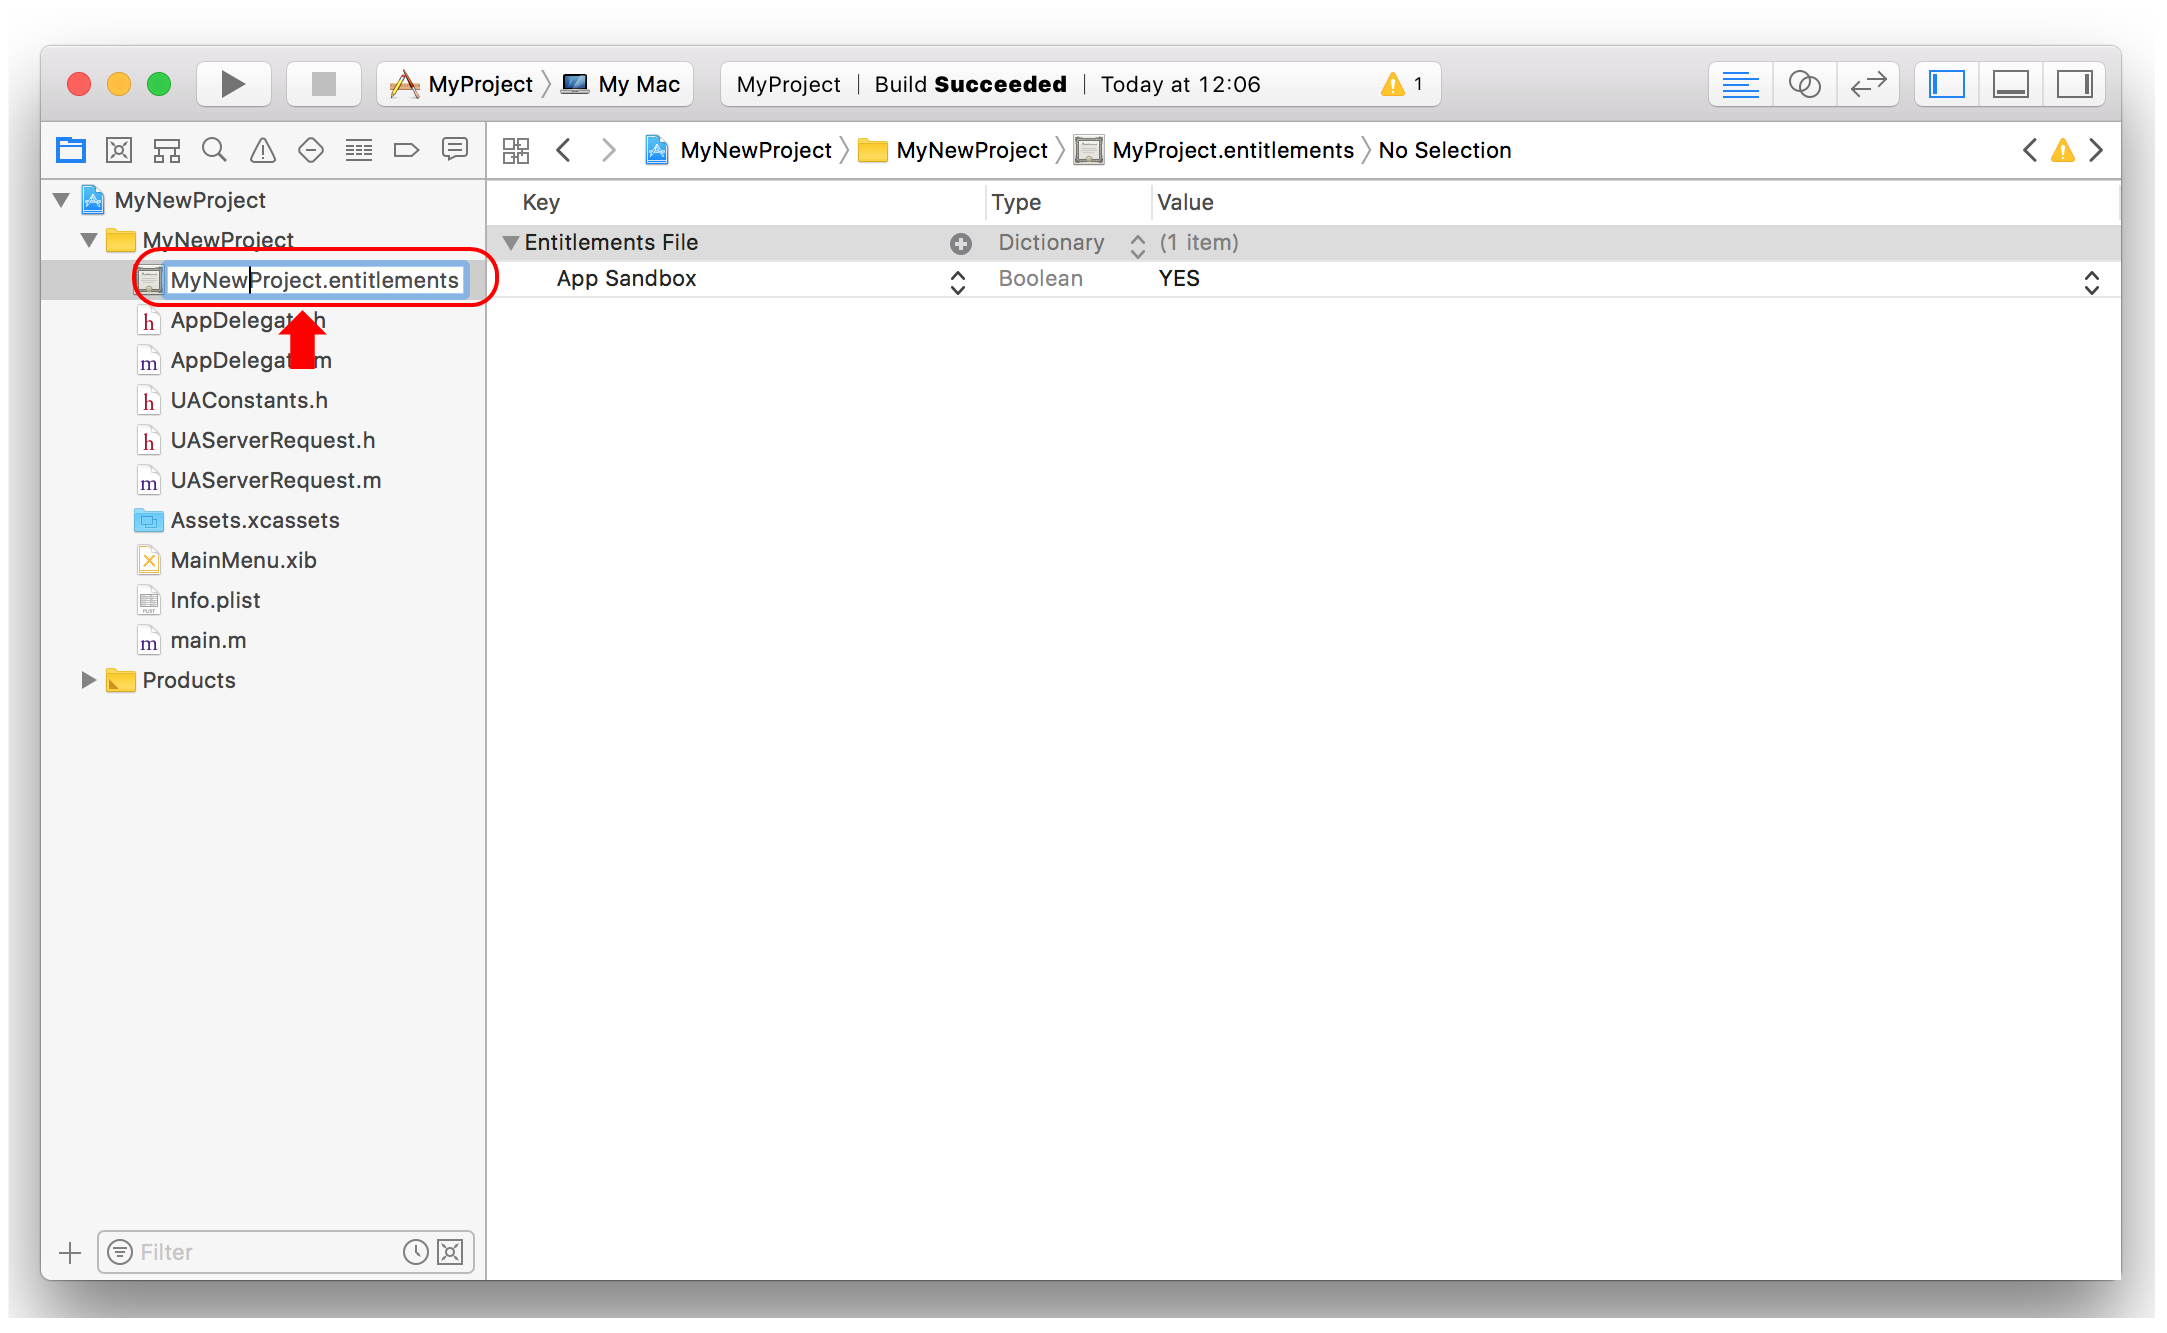 MyProject My Mac MyProject | Build Succeeded | Today at 12:06 1
MyNewProject MyNewProject MyProject.entitlements No Selection
MyNewProject
MyNewProject
MyNewProject.entitlements
AppDelegat h
AppDelegat m
UAConstants.h
UAServerRequest.h
UAServerRequest.m
Assets.xcassets
MainMenu.xib
Info.plist
main.m
Products
Key Type Value
Entitlements File Dictionary (1 item)
App Sandbox Boolean YES
Filter